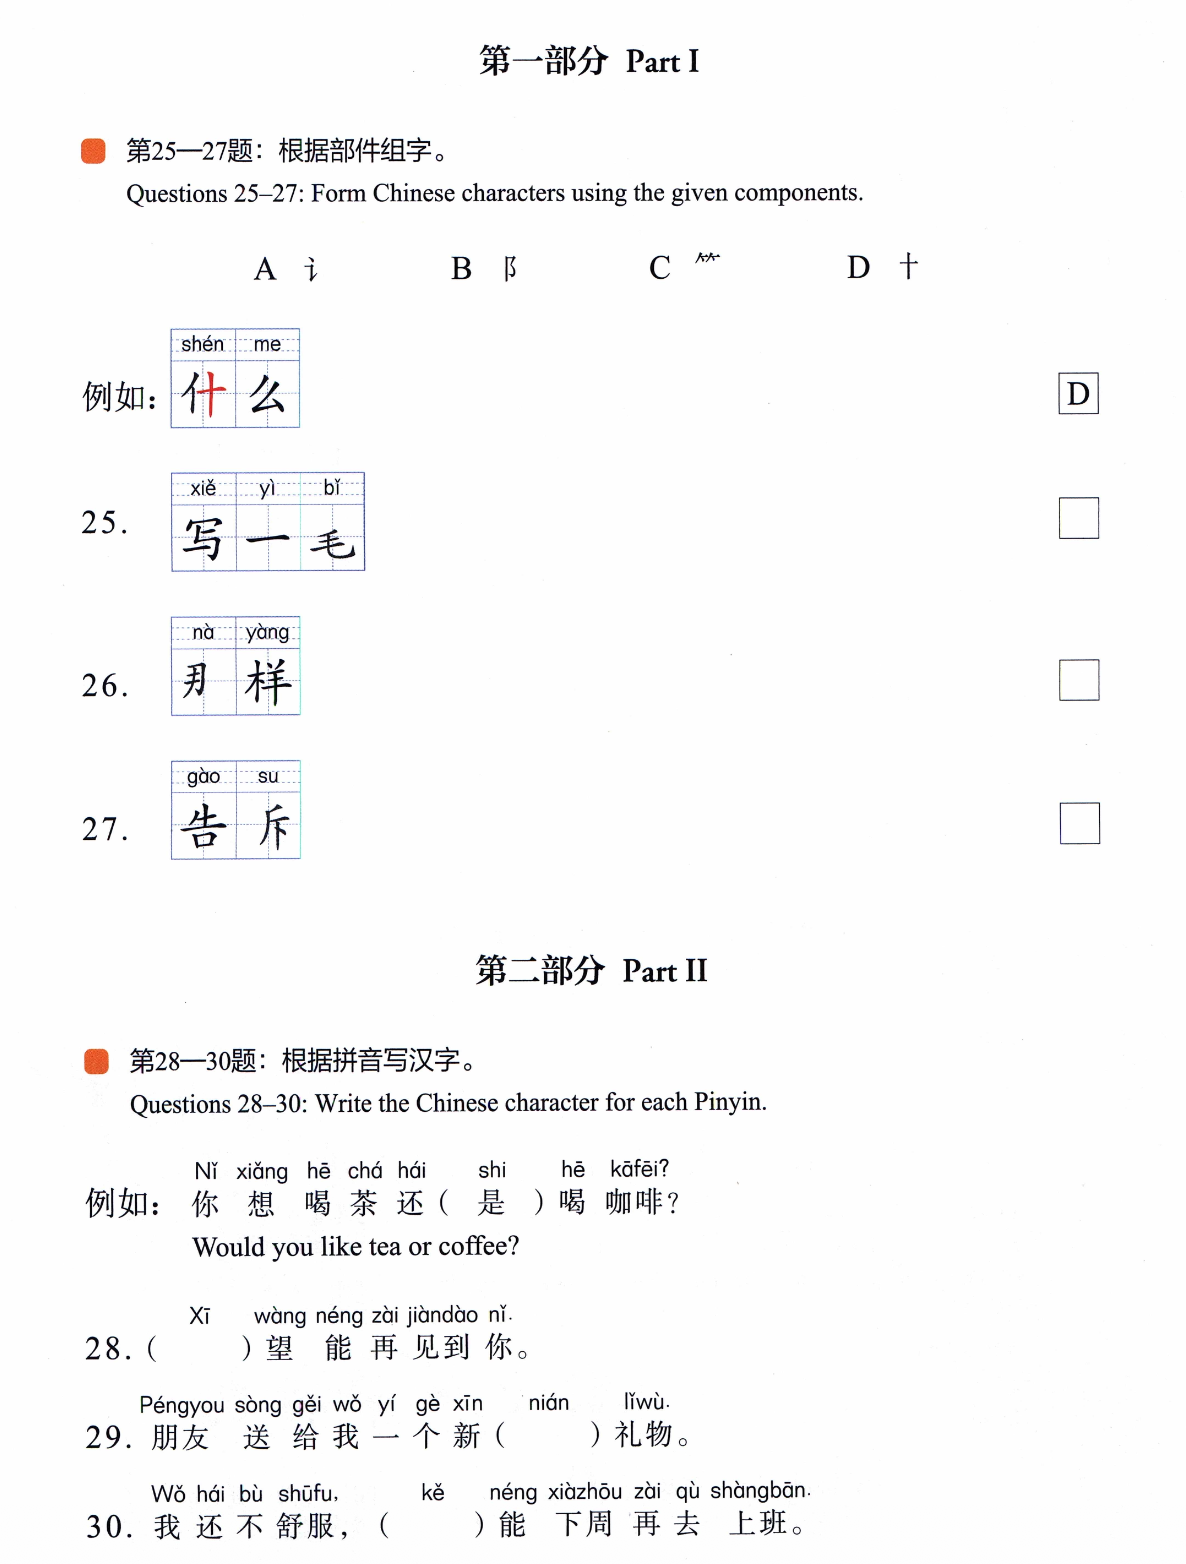 第一部分 Part I
第25—27题：根据部件组字。
Questions 25–27: Form Chinese characters using the given components.
A 讠 B 阝 C ⺮ D 十
shén me
例如： 什么 D
xiě yì bǐ
25. 写一毛
nà yàng
26. 样
gào su
27. 告斥
第二部分 Part II
第28—30题：根据拼音写汉字。
Questions 28–30: Write the Chinese character for each Pinyin.
Nǐ xiǎng hē chá hái shi hē kāfēi?
例如： 你 想 喝 茶 还（ 是 ）喝 咖啡？
Would you like tea or coffee?
Xī wàng néng zài jiàndào nǐ.
28.（ ）望 能 再 见到 你。
Péngyou sòng gěi wǒ yí gè xīn nián lǐwù.
29. 朋友 送 给 我 一 个 新（ ）礼物。
Wǒ hái bù shūfu, kě néng xiàzhōu zài qù shàngbān.
30. 我 还 不 舒服，（ ）能 下周 再 去 上班。